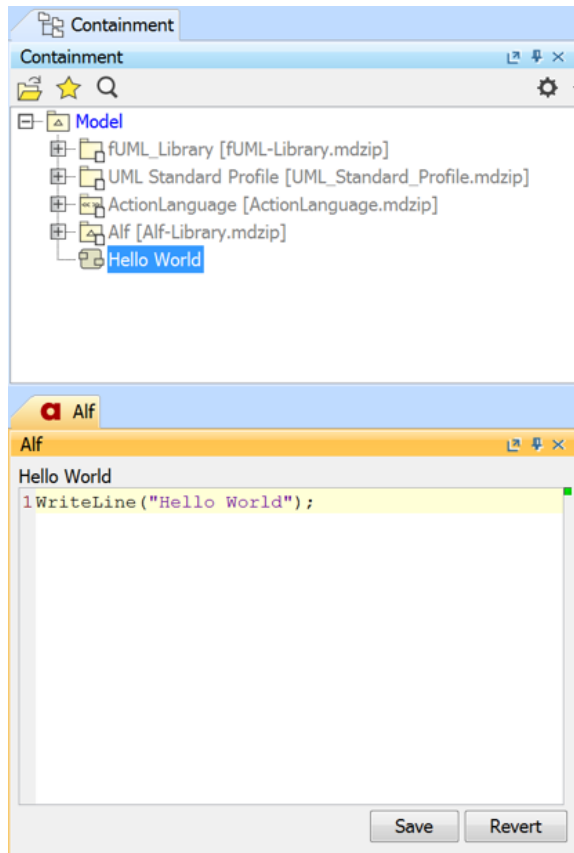 Containment
Containment
Model
fUML_Library [fUML-Library.mdzip]
UML Standard Profile [UML_Standard_Profile.mdzip]
ActionLanguage [ActionLanguage.mdzip]
Alf [Alf-Library.mdzip]
Hello World
a Alf
Alf
Hello World
1 WriteLine("Hello World");
Save Revert